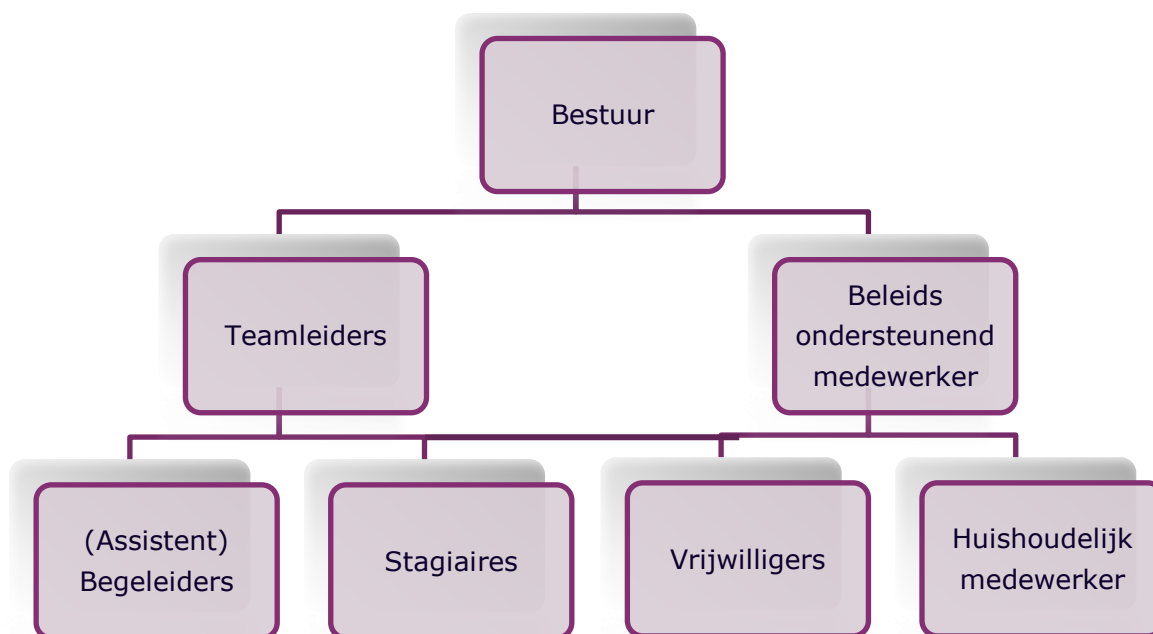 Bestuur
Teamleiders
Beleids
ondersteunend
medewerker
(Assistent)
Begeleiders
Stagiaires
Vrijwilligers
Huishoudelijk
medewerker